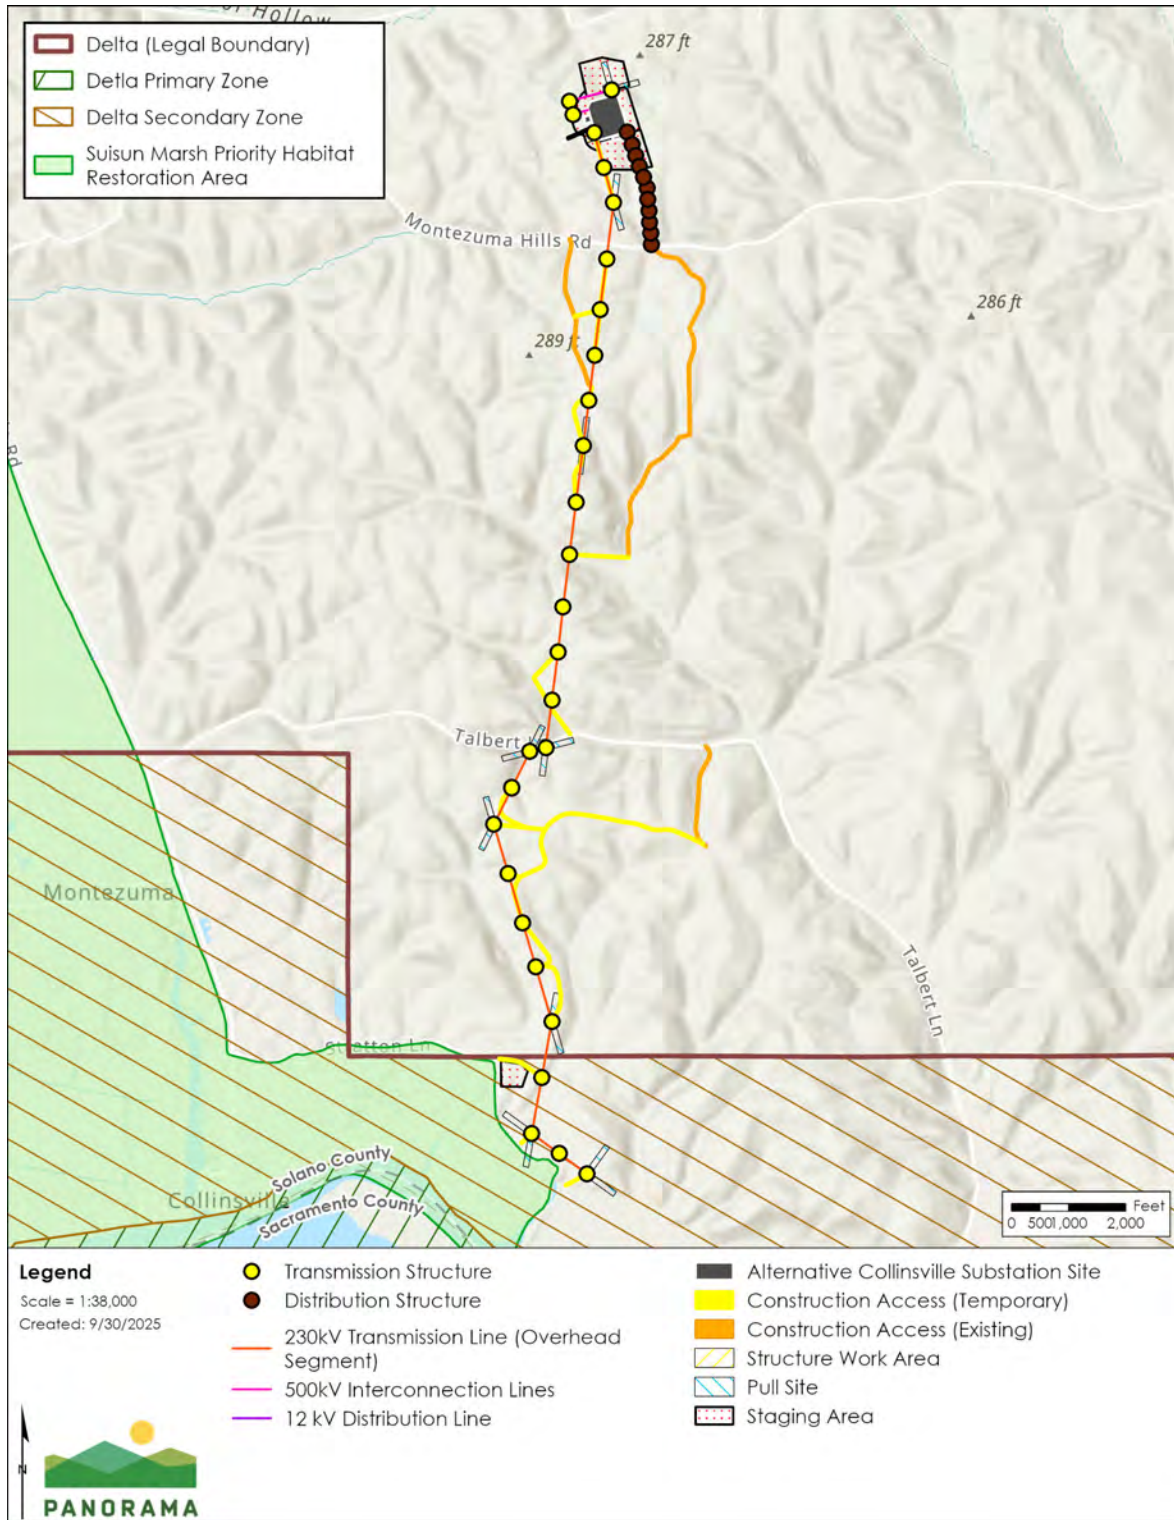 Hollow
Delta (Legal Boundary)
Detla Primary Zone
Delta Secondary Zone
Suisun Marsh Priority Habitat
Restoration Area
287 ft
Montezuma Hills Rd
286 ft
289 ft
Rd
Talbert
Montezuma
Talbert Ln
Stratton Ln
Solano County
Collinsville
Sacramento County
Feet
0 5001,000 2,000
Legend
Scale = 1:38,000
Created: 9/30/2025
Transmission Structure
Distribution Structure
230kV Transmission Line (Overhead
Segment)
500kV Interconnection Lines
12 kV Distribution Line
Alternative Collinsville Substation Site
Construction Access (Temporary)
Construction Access (Existing)
Structure Work Area
Pull Site
Staging Area
N
PANORAMA